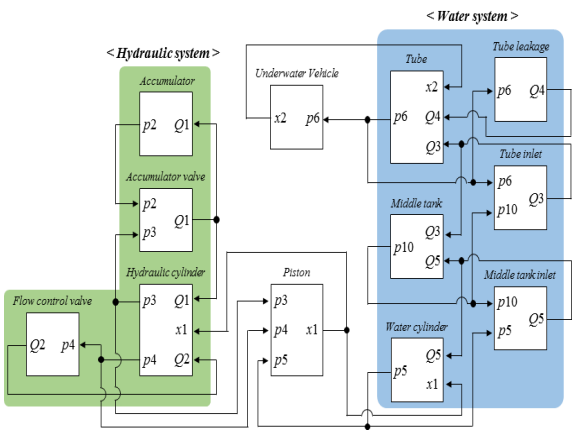 < Water system >
< Hydraulic system >
Tube
Tube leakage
Accumulator
Underwater Vehicle
x2
p6
Q4
p2
Q1
x2
p6
p6
Q4
Q3
Accumulator valve
Tube inlet
p2
p3
Q1
p6
p10
Q3
Middle tank
Q3
p10
Q5
Hydraulic cylinder
Piston
Middle tank inlet
Flow control valve
p3
Q1
x1
p4
Q2
p3
p4
x1
p5
p10
p5
Q5
Q2
p4
Water cylinder
Q5
p5
x1